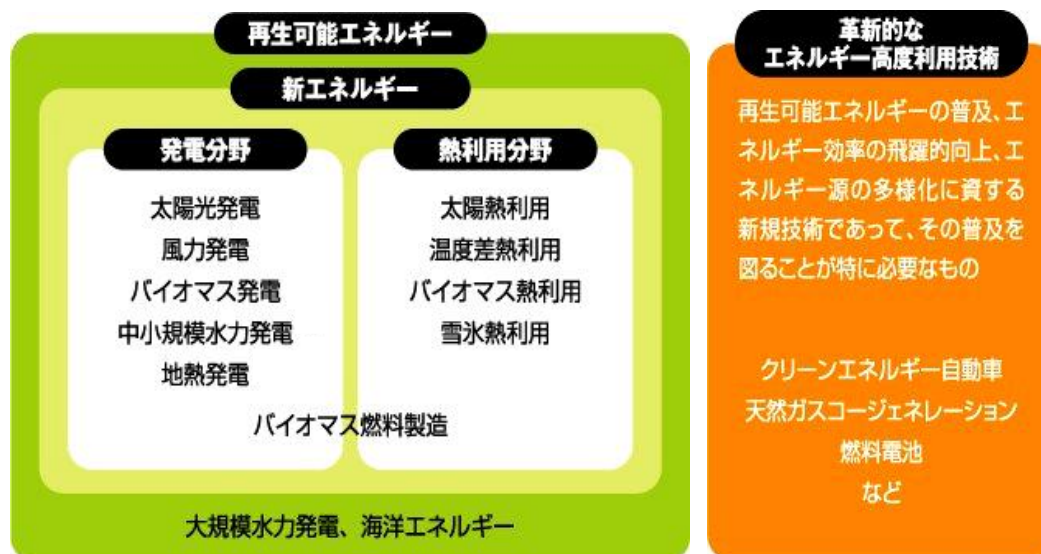 再生可能エネルギー
新エネルギー
発電分野
太陽光発電
風力発電
バイオマス発電
中小規模水力発電
地熱発電
熱利用分野
太陽熱利用
温度差熱利用
バイオマス熱利用
雪氷熱利用
バイオマス燃料製造
大規模水力発電、海洋エネルギー
革新的な
エネルギー高度利用技術
再生可能エネルギーの普及、エ
ネルギー効率の飛躍的向上、エ
ネルギー源の多様化に資する
新規技術であって、その普及を
図ることが特に必要なもの
クリーンエネルギー自動車
天然ガスコージェネレーション
燃料電池
など